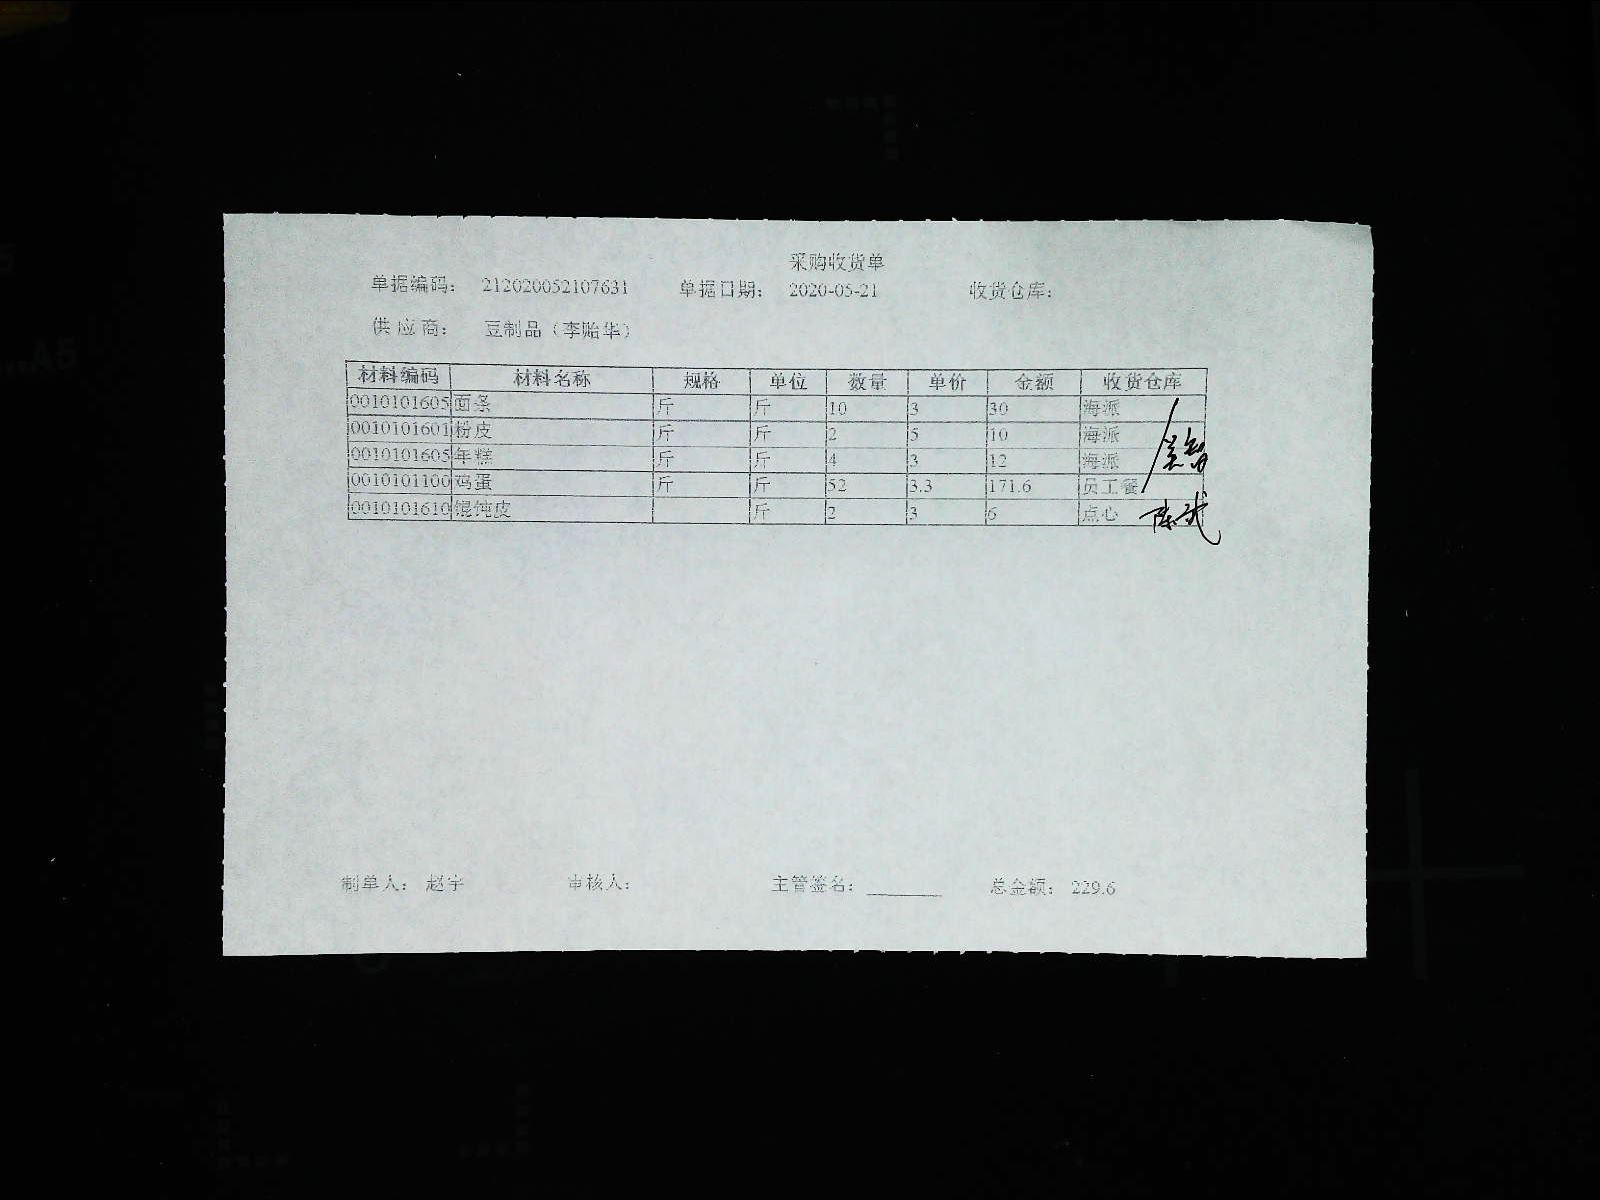 采购收货单
单据编码： 212020052107631 单据日期： 2020-05-21 收货仓库：
供应商： 豆制品（李贻华）
材料编码 材料名称 规格 单位 数量 单价 金额 收货仓库
0010101605 面条 斤 斤 10 3 30 海派
0010101601 粉皮 斤 斤 2 5 10 海派
0010101605 年糕 斤 斤 4 3 12 海派
0010101100 鸡蛋 斤 斤 52 3.3 171.6 员工餐
0010101610 馄饨皮 斤 2 3 6 点心
制单人： 赵宇 审核人： 主管签名： 总金额： 229.6